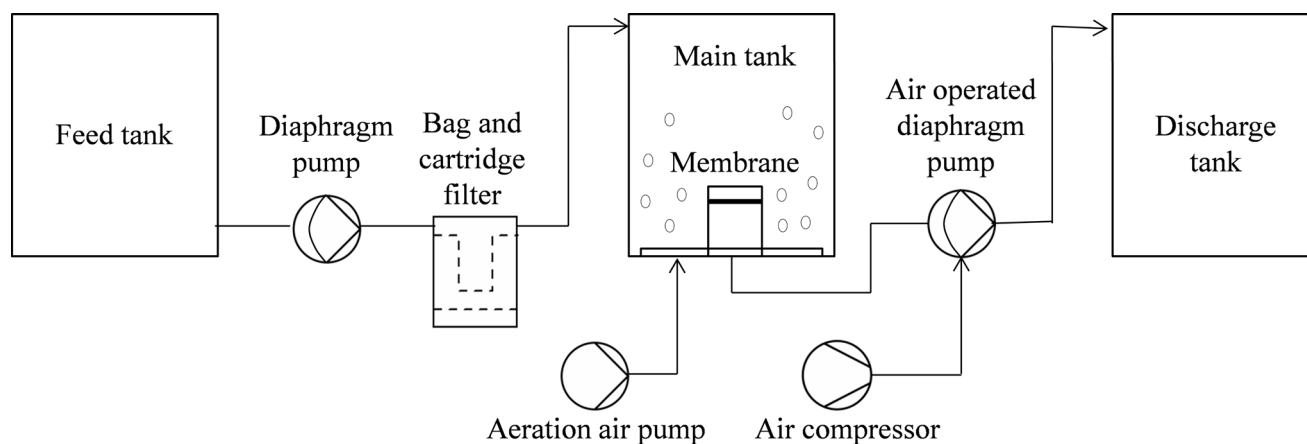 Feed tank
Diaphragm
pump
Bag and
cartridge
filter
Main tank
Membrane
Air operated
diaphragm
pump
Discharge
tank
Aeration air pump
Air compressor